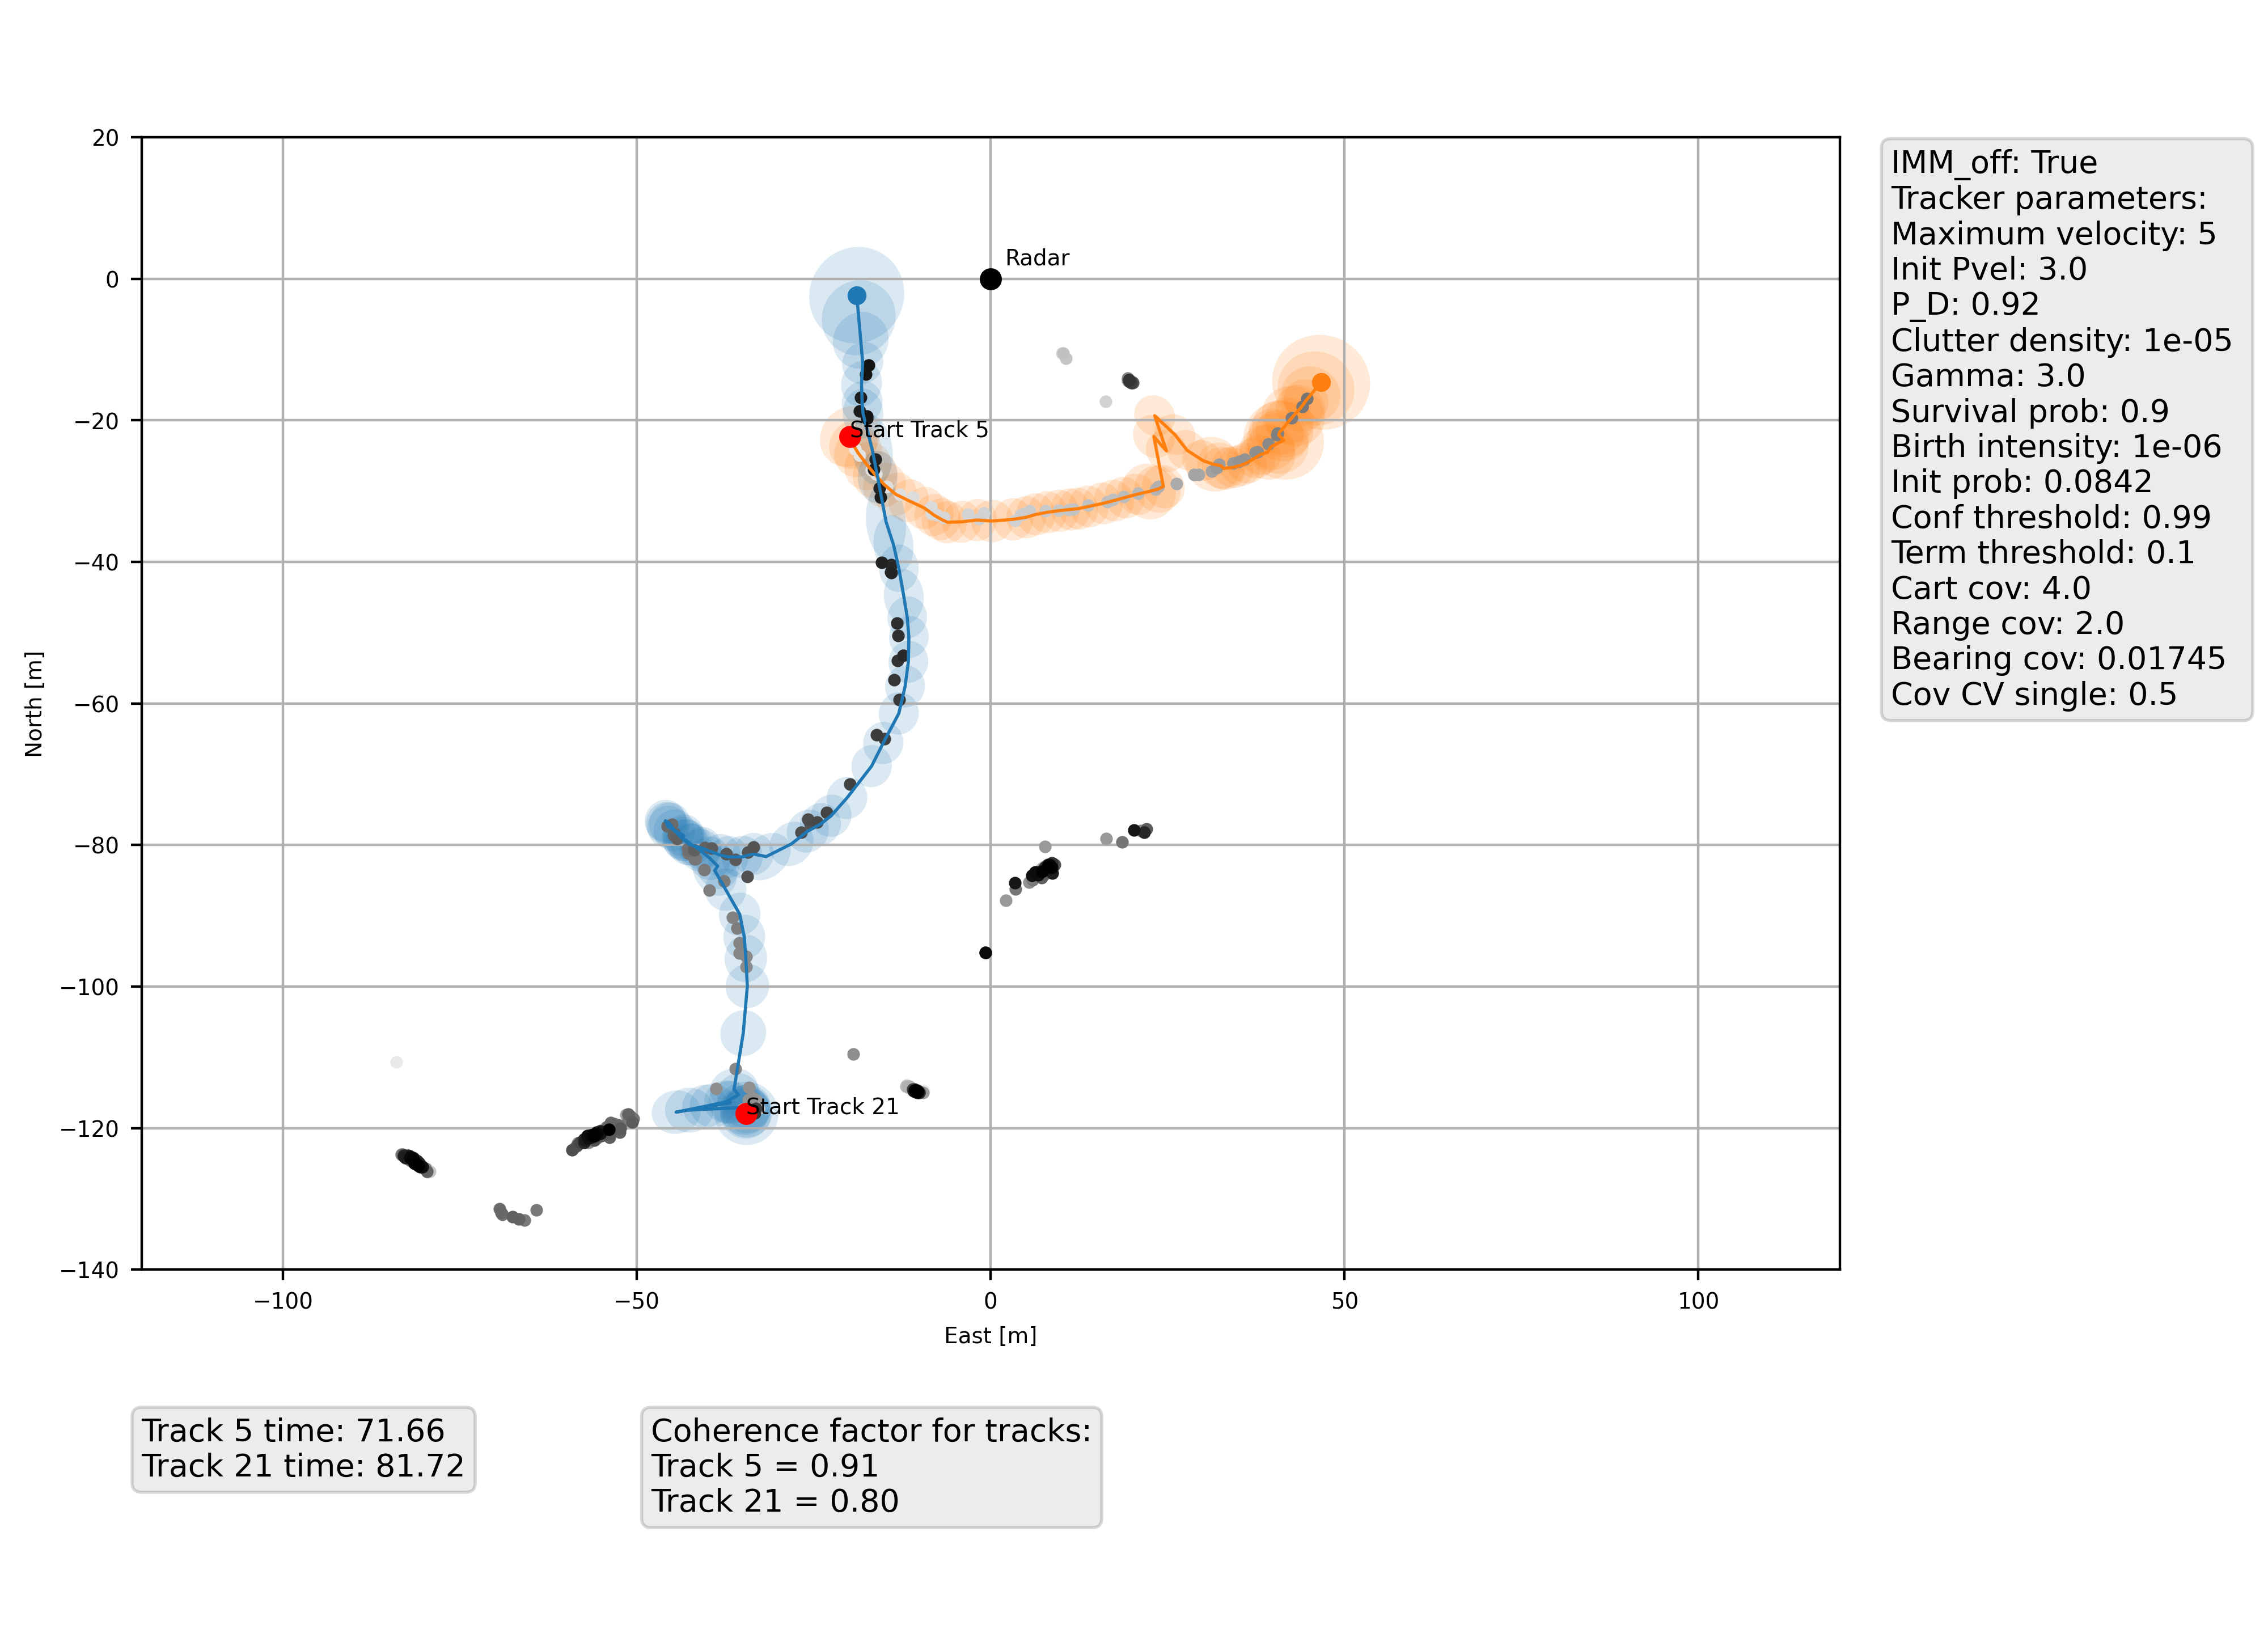 20
0
−20
−40
−60
−80
−100
−120
−140
North [m]
Radar
Start Track 5
Start Track 21
−100
−50
0
50
100
East [m]
IMM_off: True
Tracker parameters:
Maximum velocity: 5
Init Pvel: 3.0
P_D: 0.92
Clutter density: 1e-05
Gamma: 3.0
Survival prob: 0.9
Birth intensity: 1e-06
Init prob: 0.0842
Conf threshold: 0.99
Term threshold: 0.1
Cart cov: 4.0
Range cov: 2.0
Bearing cov: 0.01745
Cov CV single: 0.5
Track 5 time: 71.66
Track 21 time: 81.72
Coherence factor for tracks:
Track 5 = 0.91
Track 21 = 0.80